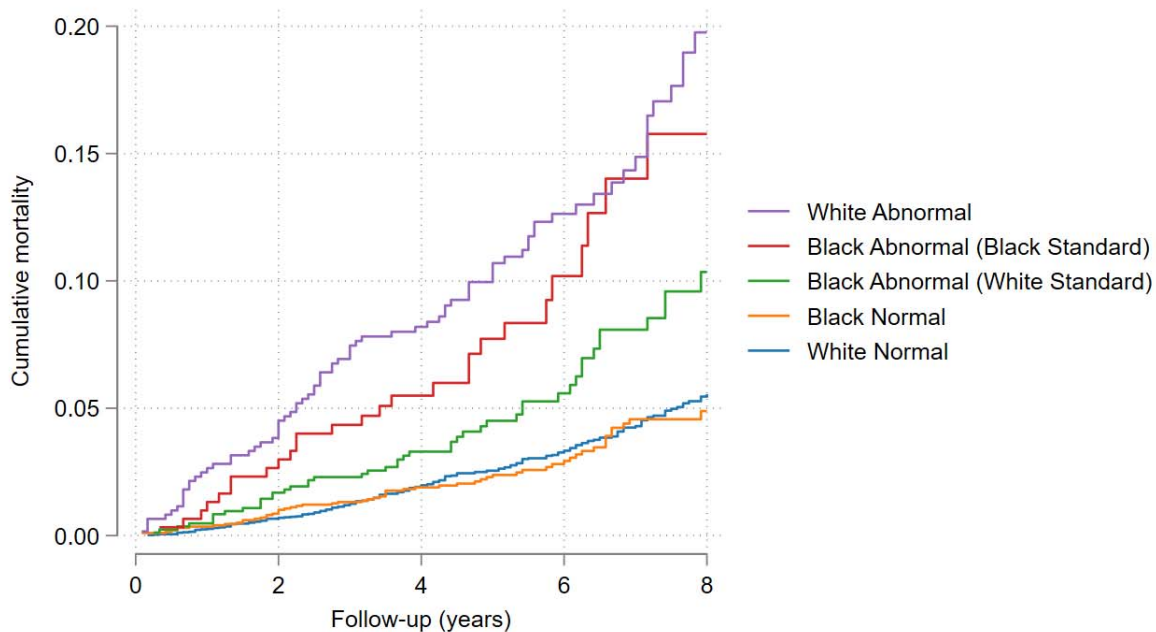 0.20
0.15
0.10
0.05
0.00
Cumulative mortality
0
2
4
6
8
Follow-up (years)
White Abnormal
Black Abnormal (Black Standard)
Black Abnormal (White Standard)
Black Normal
White Normal